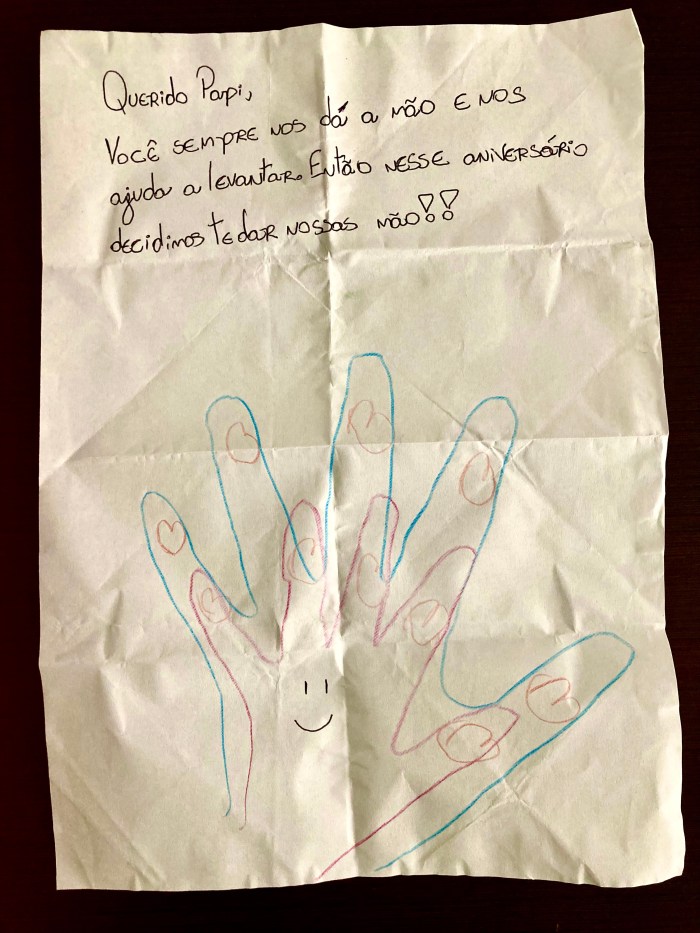 Querido Papi,
Você sempre nos dá a mão e nos
ajuda a levantar. Então nesse aniversário
decidimos te dar nossas mão!!